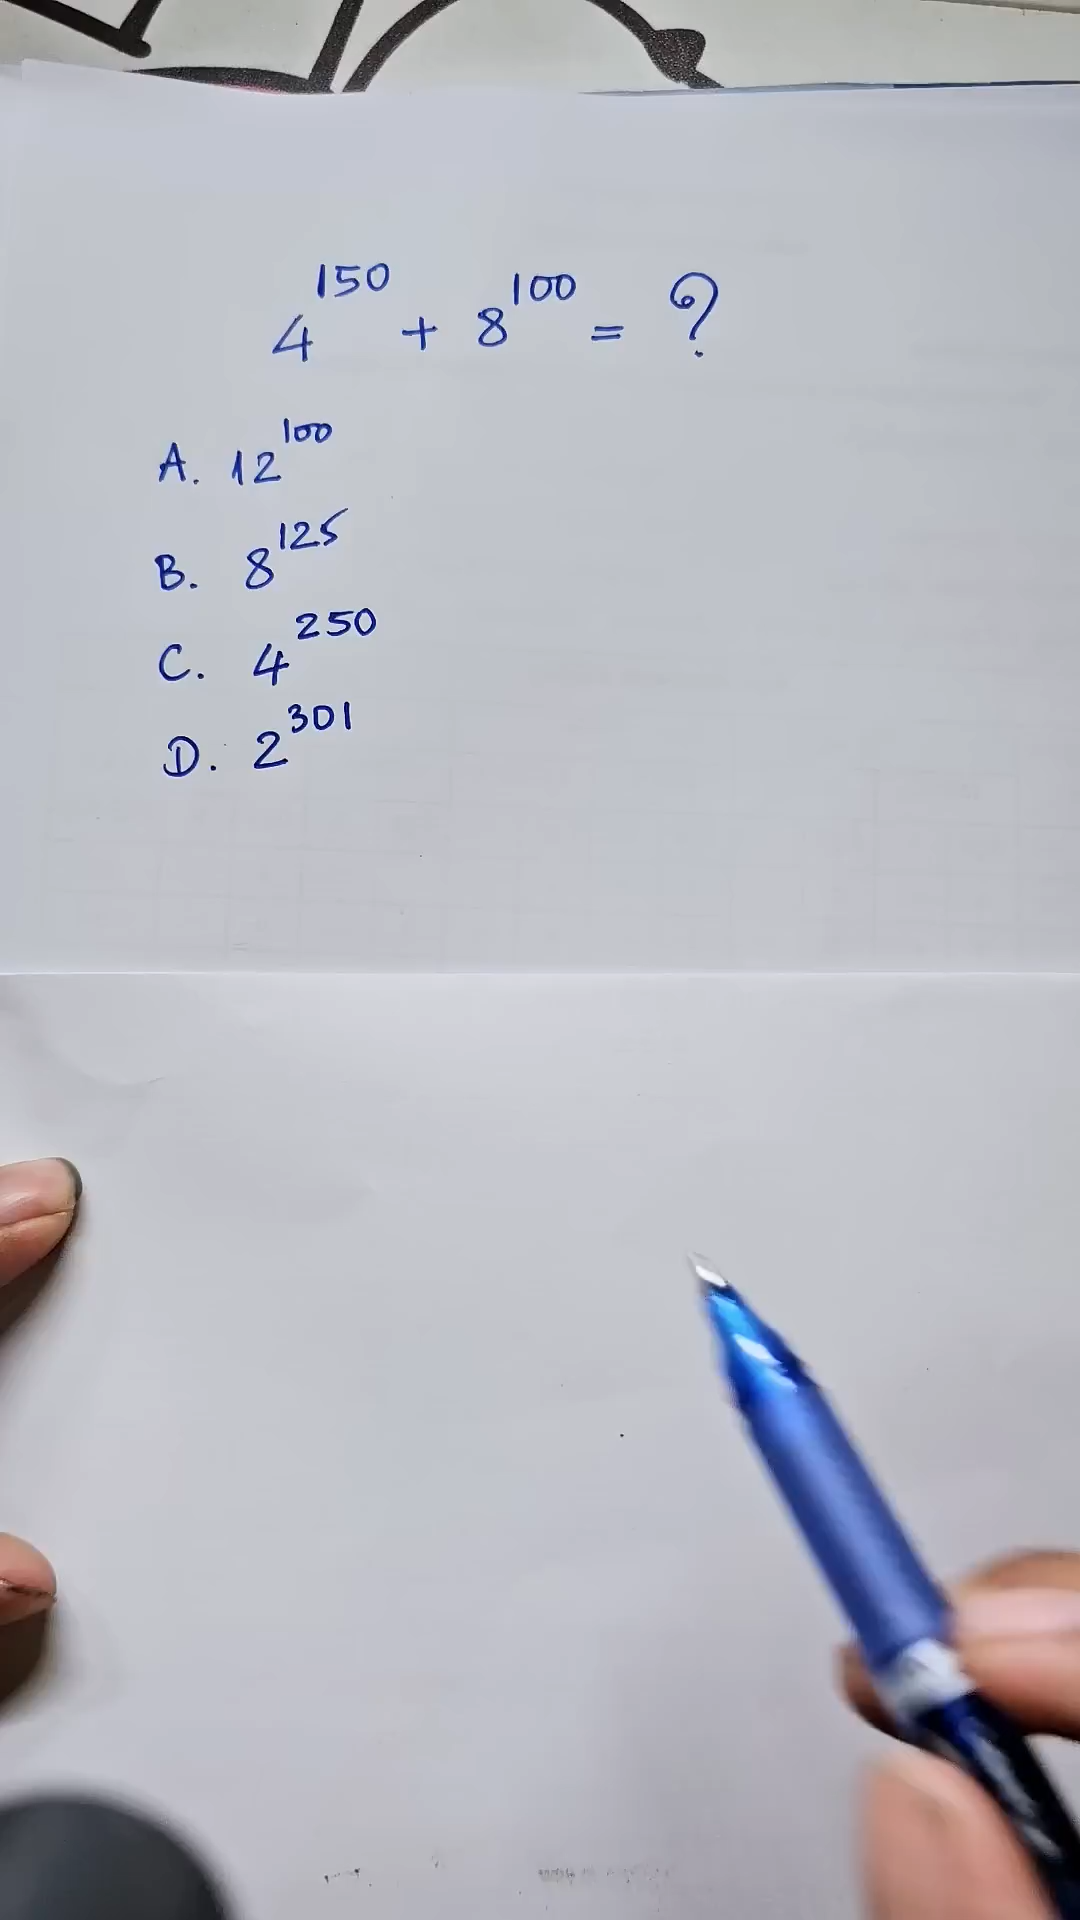 4^150 + 8^100 = ?
A. 12^100
B. 8^125
C. 4^250
D. 2^301